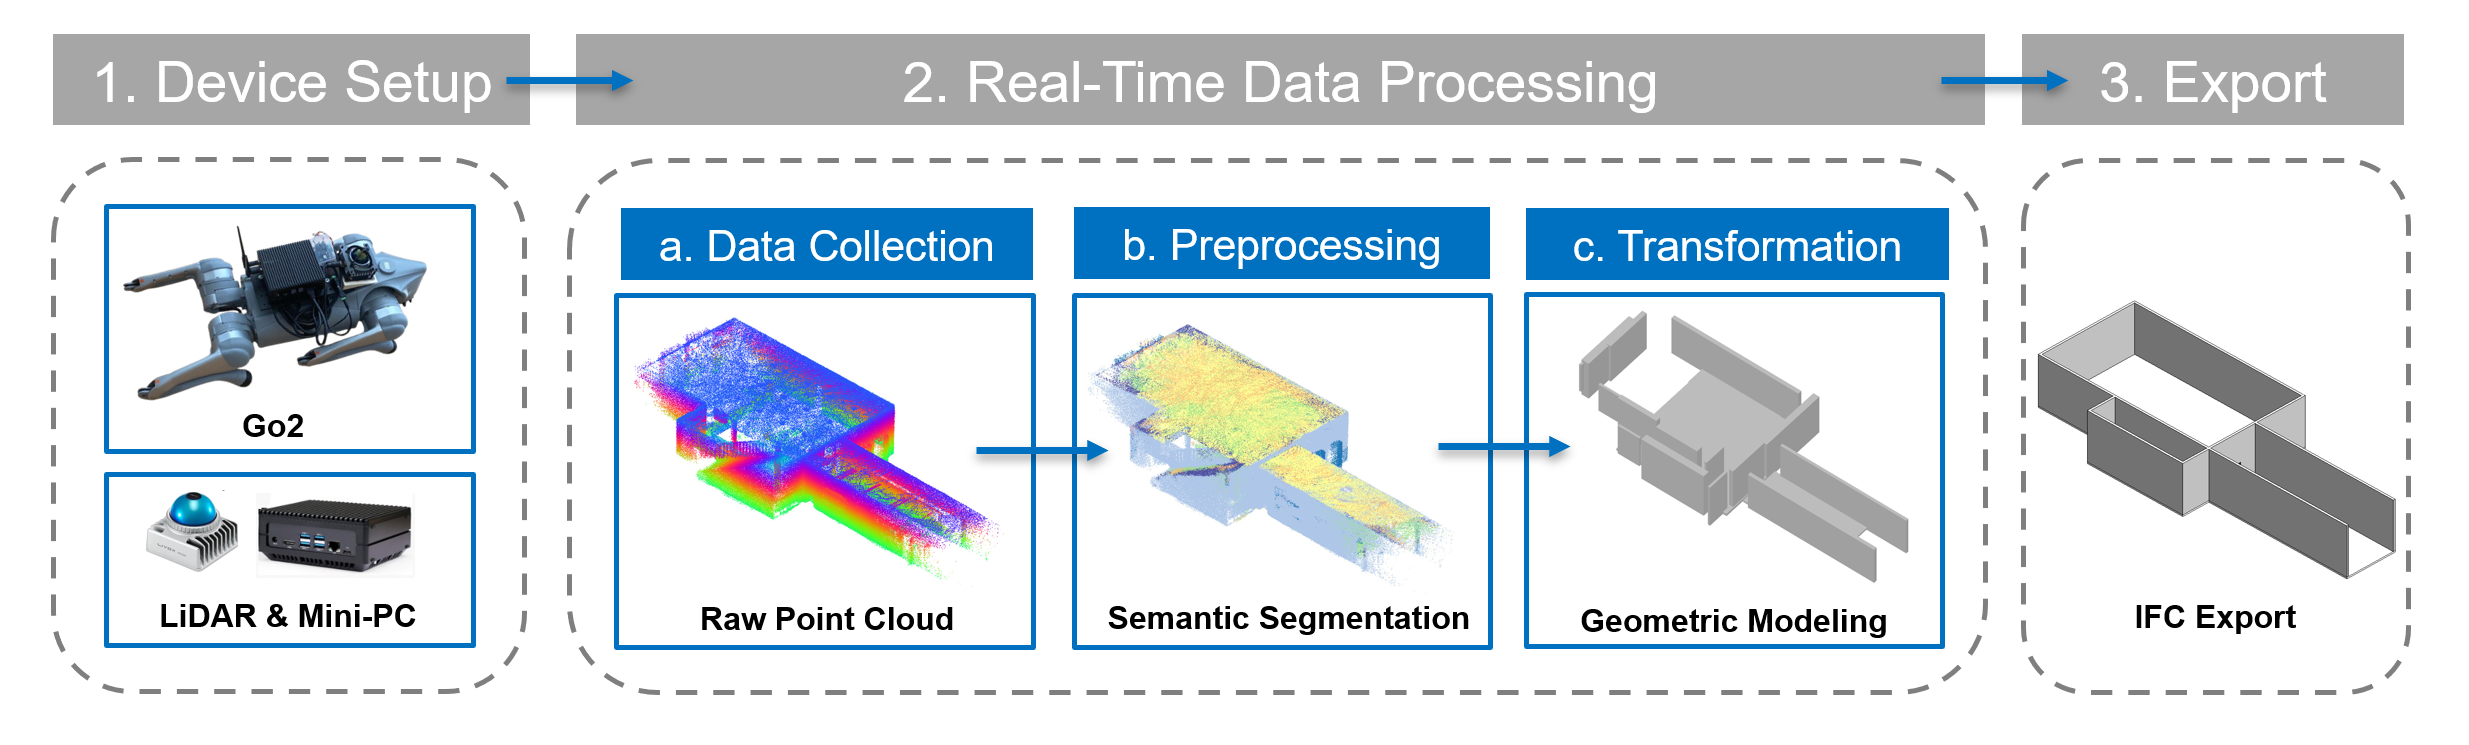 1. Device Setup
2. Real-Time Data Processing
3. Export
Go2
LiDAR & Mini-PC
a. Data Collection
Raw Point Cloud
b. Preprocessing
Semantic Segmentation
c. Transformation
Geometric Modeling
IFC Export